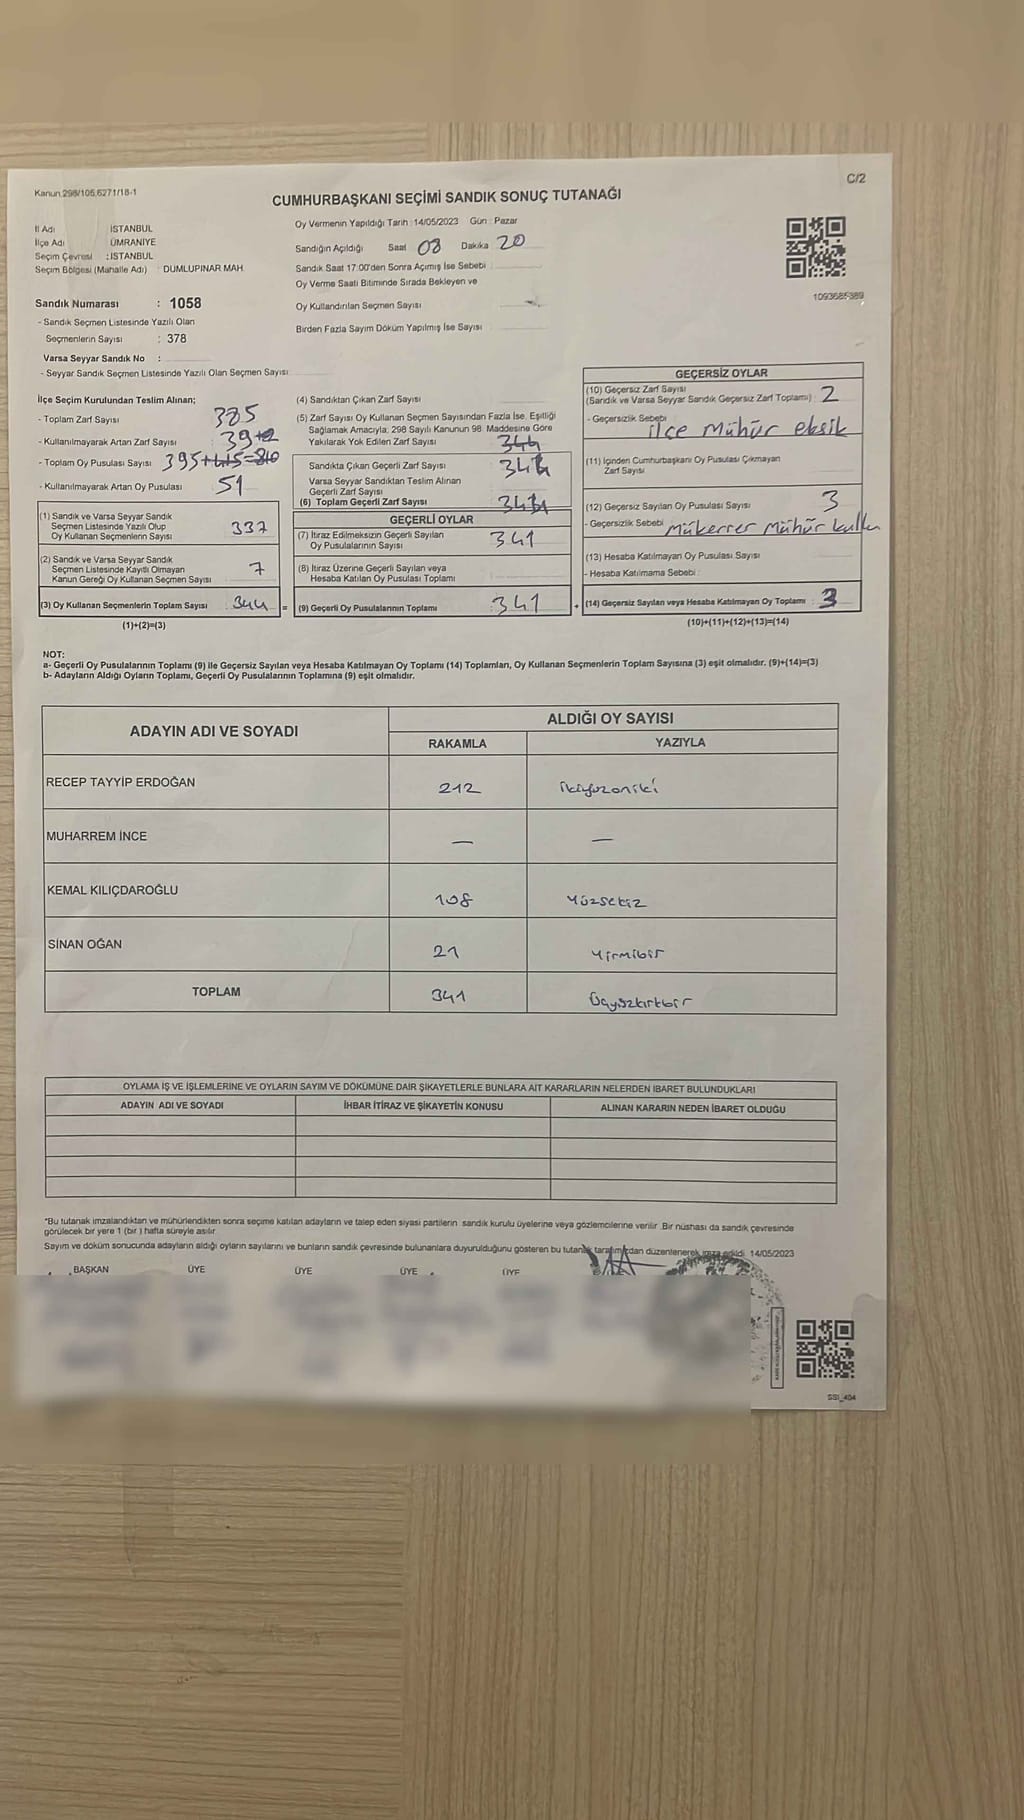 Kanun 298/105,6271/18-1
C/2
CUMHURBAŞKANI SEÇİMİ SANDIK SONUÇ TUTANAĞI
İl Adı İSTANBUL
İlçe Adı ÜMRANİYE
Seçim Çevresi : İSTANBUL
Seçim Bölgesi (Mahalle Adı) : DUMLUPINAR MAH.
Sandık Numarası : 1058
- Sandık Seçmen Listesinde Yazılı Olan
Seçmenlerin Sayısı : 378
Varsa Seyyar Sandık No :
- Seyyar Sandık Seçmen Listesinde Yazılı Olan Seçmen Sayısı:
Oy Vermenin Yapıldığı Tarih : 14/05/2023 Gün : Pazar
Sandığın Açıldığı Saat 08 Dakika 20
Sandık Saat 17:00'den Sonra Açımış İse Sebebi :
Oy Verme Saati Bitiminde Sırada Bekleyen ve
Oy Kullandırılan Seçmen Sayısı
Birden Fazla Sayım Döküm Yapılmış İse Sayısı
1093685389
İlçe Seçim Kurulundan Teslim Alınan;
- Toplam Zarf Sayısı 385
- Kullanılmayarak Artan Zarf Sayısı : 39
- Toplam Oy Pusulası Sayısı : 395
- Kullanılmayarak Artan Oy Pusulası : 51
(1) Sandık ve Varsa Seyyar Sandık
Seçmen Listesinde Yazılı Olup
Oy Kullanan Seçmenlerin Sayısı : 337
(2) Sandık ve Varsa Seyyar Sandık
Seçmen Listesinde Kayıtlı Olmayan
Kanun Gereği Oy Kullanan Seçmen Sayısı : 7
(3) Oy Kullanan Seçmenlerin Toplam Sayısı : 344 =
(1)+(2)=(3)
(4) Sandıktan Çıkan Zarf Sayısı
(5) Zarf Sayısı Oy Kullanan Seçmen Sayısından Fazla İse, Eşitliği
Sağlamak Amacıyla; 298 Sayılı Kanunun 98. Maddesine Göre
Yakılarak Yok Edilen Zarf Sayısı : 344
Sandıkta Çıkan Geçerli Zarf Sayısı
Varsa Seyyar Sandıktan Teslim Alınan
Geçerli Zarf Sayısı
(6) Toplam Geçerli Zarf Sayısı
GEÇERLİ OYLAR
(7) İtiraz Edilmeksizin Geçerli Sayılan
Oy Pusulalarının Sayısı : 341
(8) İtiraz Üzerine Geçerli Sayılan veya
Hesaba Katılan Oy Pusulası Toplamı
(9) Geçerli Oy Pusulalarının Toplamı : 341 +
GEÇERSİZ OYLAR
(10) Geçersiz Zarf Sayısı
(Sandık ve Varsa Seyyar Sandık Geçersiz Zarf Toplamı) : 2
- Geçersizlik Sebebi : ilçe Mühür eksik
(11) İçinden Cumhurbaşkanı Oy Pusulası Çıkmayan
Zarf Sayısı
(12) Geçersiz Sayılan Oy Pusulası Sayısı : 3
- Geçersizlik Sebebi : Mükerrer Mühür kullan
(13) Hesaba Katılmayan Oy Pusulası Sayısı
- Hesaba Katılmama Sebebi :
(14) Geçersiz Sayılan veya Hesaba Katılmayan Oy Toplamı : 3
(10)+(11)+(12)+(13)=(14)
NOT:
a- Geçerli Oy Pusulalarının Toplamı (9) ile Geçersiz Sayılan veya Hesaba Katılmayan Oy Toplamı (14) Toplamları, Oy Kullanan Seçmenlerin Toplam Sayısına (3) eşit olmalıdır. (9)+(14)=(3)
b- Adayların Aldığı Oyların Toplamı, Geçerli Oy Pusulalarının Toplamına (9) eşit olmalıdır.
ADAYIN ADI VE SOYADI ALDIĞI OY SAYISI
RAKAMLA YAZIYLA
RECEP TAYYİP ERDOĞAN 212 ikiyüzoniki
MUHARREM İNCE — —
KEMAL KILIÇDAROĞLU 108 Yüzsekiz
SİNAN OĞAN 21 Yirmibir
TOPLAM 341 Üçyüzkırkbir
OYLAMA İŞ VE İŞLEMLERİNE VE OYLARIN SAYIM VE DÖKÜMÜNE DAİR ŞİKAYETLERLE BUNLARA AİT KARARLARIN NELERDEN İBARET BULUNDUKLARI
ADAYIN ADI VE SOYADI İHBAR İTİRAZ VE ŞİKAYETİN KONUSU ALINAN KARARIN NEDEN İBARET OLDUĞU
*Bu tutanak imzalandıktan ve mühürlendikten sonra seçime katılan adayların ve talep eden siyasi partilerin sandık kurulu üyelerine veya gözlemcilerine verilir. Bir nüshası da sandık çevresinde
görülecek bir yere 1 (bir) hafta süreyle asılır.
Sayım ve döküm sonucunda adayların aldığı oyların sayılarını ve bunların sandık çevresinde bulunanlara duyurulduğunu gösteren bu tutanak tarafımızdan düzenlenerek imza edildi. 14/05/2023
BAŞKAN ÜYE ÜYE ÜYE ÜYE
SSI_404